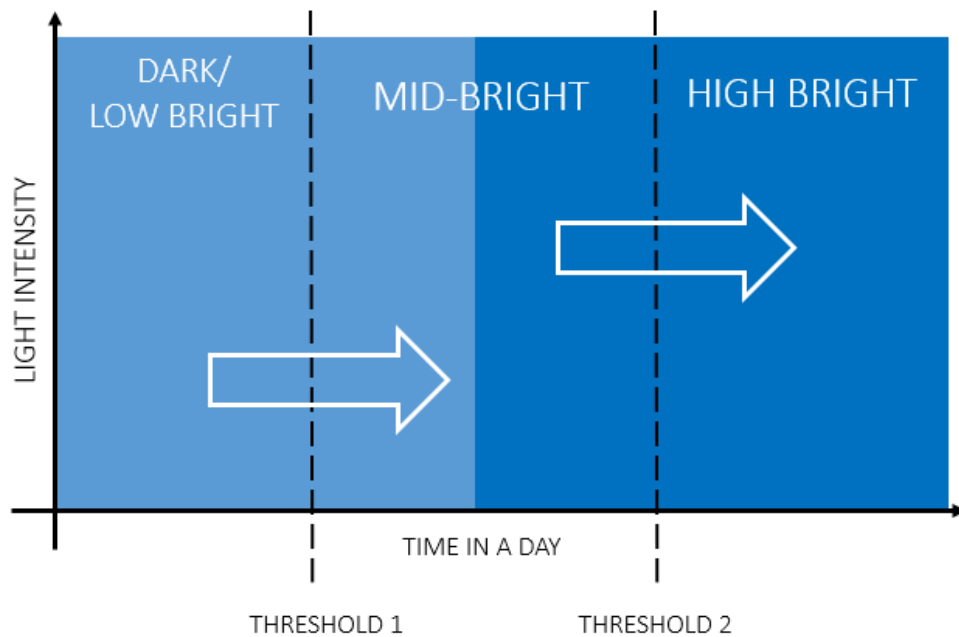 DARK/
LOW BRIGHT
MID-BRIGHT
HIGH BRIGHT
LIGHT INTENSITY
TIME IN A DAY
THRESHOLD 1
THRESHOLD 2